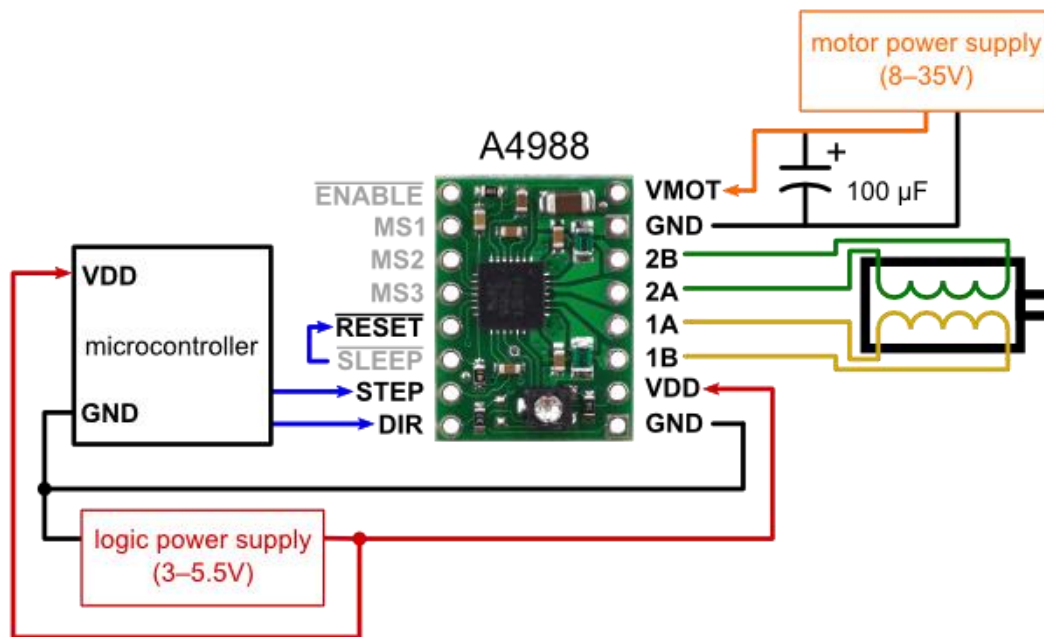 motor power supply
(8–35V)
A4988
+
100 µF
ENABLE
MS1
MS2
MS3
RESET
SLEEP
STEP
DIR
VMOT
GND
2B
2A
1A
1B
VDD
GND
VDD
microcontroller
GND
logic power supply
(3–5.5V)